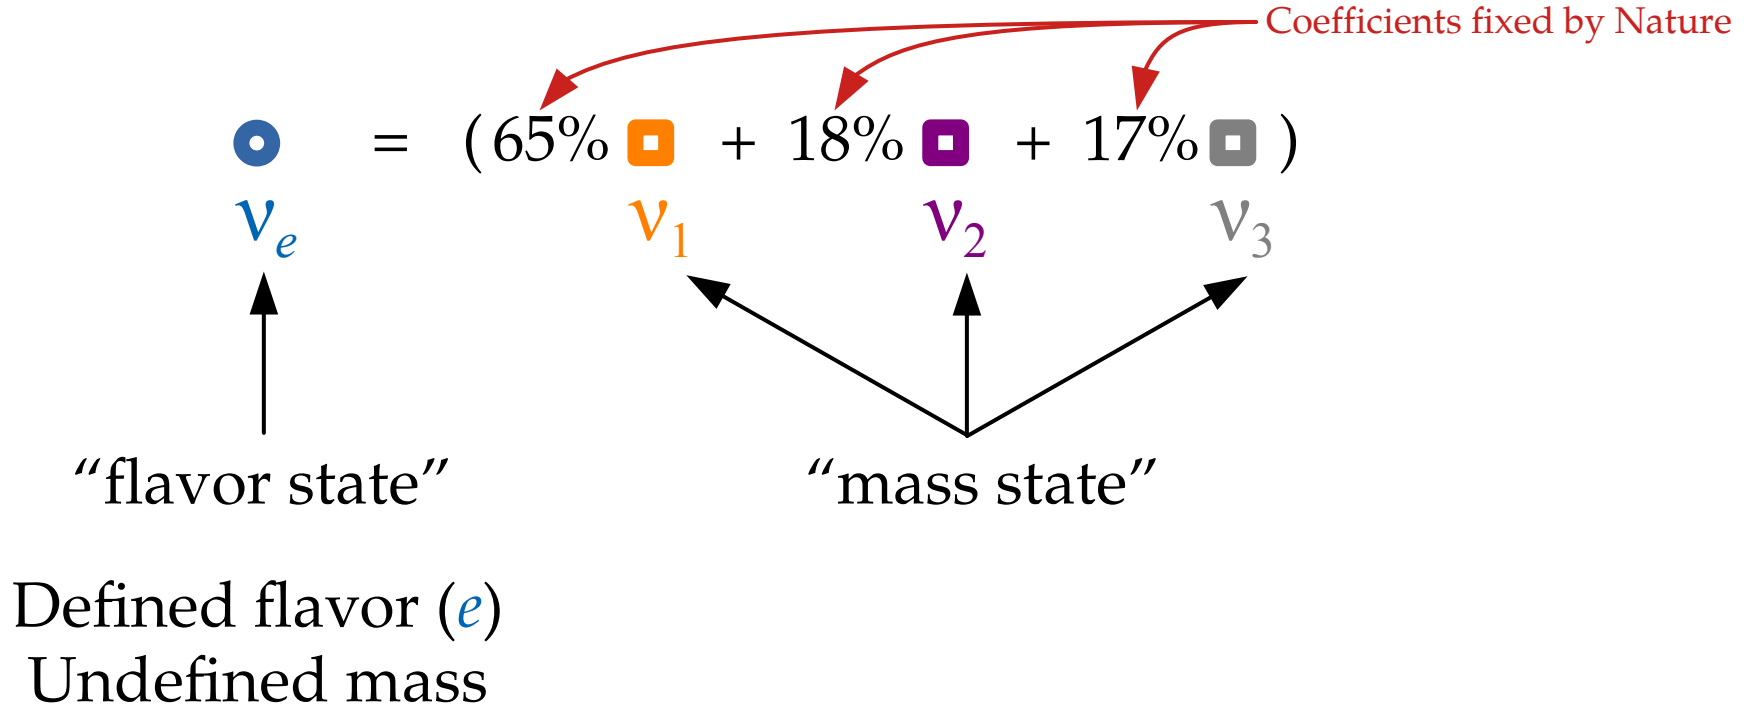 Coefficients fixed by Nature
= ( 65% + 18% + 17% )
νe ν1 ν2 ν3
“flavor state” “mass state”
Defined flavor (e)
Undefined mass